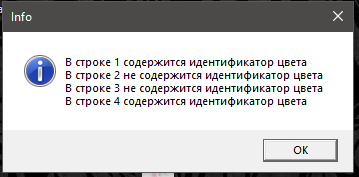 Info
В строке 1 содержится идентификатор цвета
В строке 2 не содержится идентификатор цвета
В строке 3 не содержится идентификатор цвета
В строке 4 содержится идентификатор цвета
OK